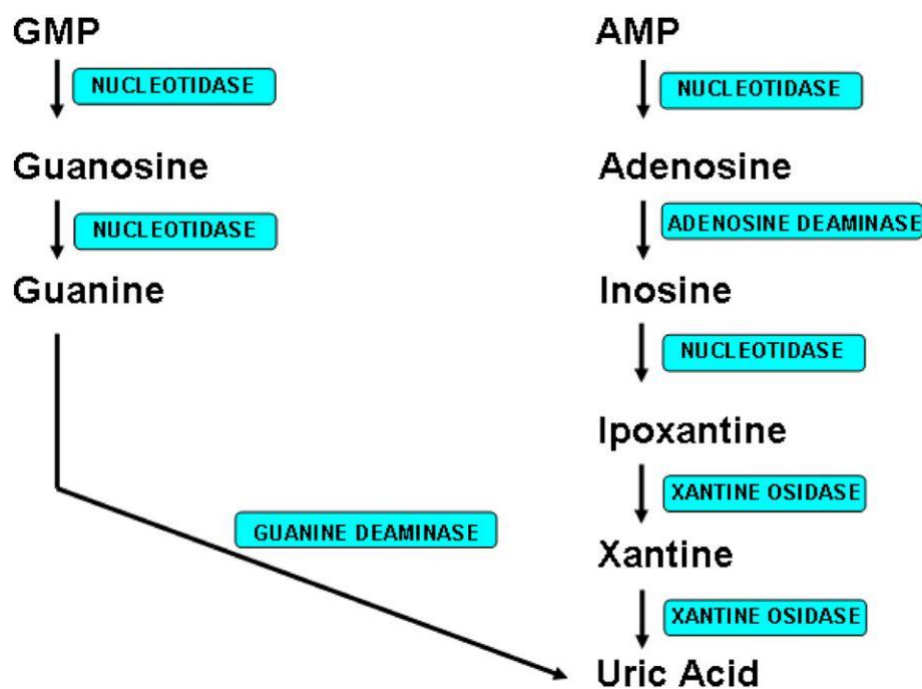 GMP
NUCLEOTIDASE
Guanosine
NUCLEOTIDASE
Guanine
GUANINE DEAMINASE
AMP
NUCLEOTIDASE
Adenosine
ADENOSINE DEAMINASE
Inosine
NUCLEOTIDASE
Ipoxantine
XANTINE OSIDASE
Xantine
XANTINE OSIDASE
Uric Acid